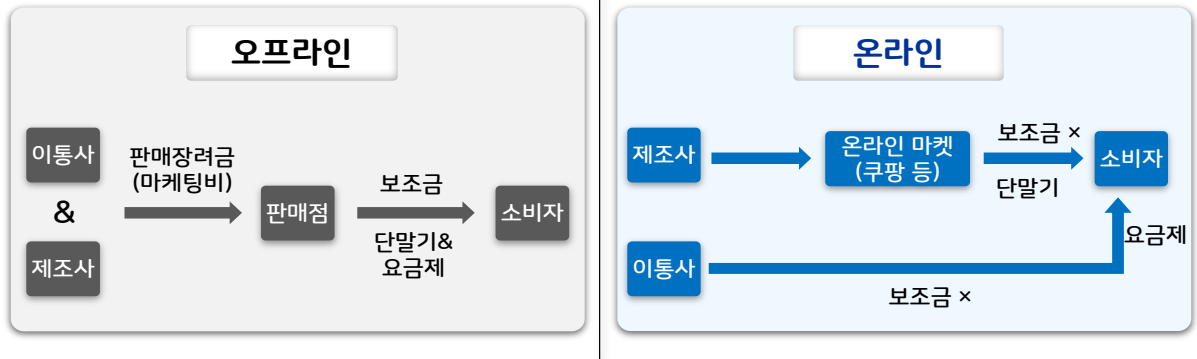 오프라인
이통사
&
제조사
판매장려금
(마케팅비)
판매점
보조금
단말기&
요금제
소비자
온라인
제조사
온라인 마켓
(쿠팡 등)
보조금 ×
단말기
소비자
요금제
이통사
보조금 ×